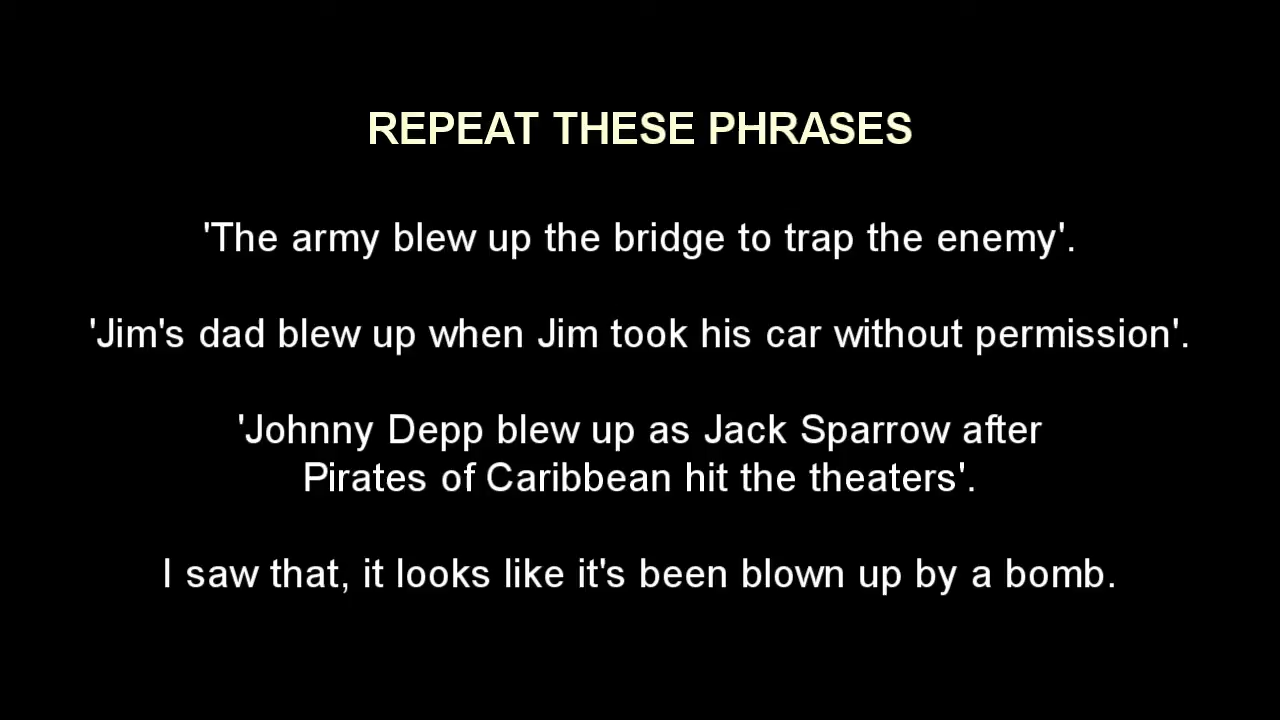 REPEAT THESE PHRASES
'The army blew up the bridge to trap the enemy'.
'Jim's dad blew up when Jim took his car without permission'.
'Johnny Depp blew up as Jack Sparrow after
Pirates of Caribbean hit the theaters'.
I saw that, it looks like it's been blown up by a bomb.